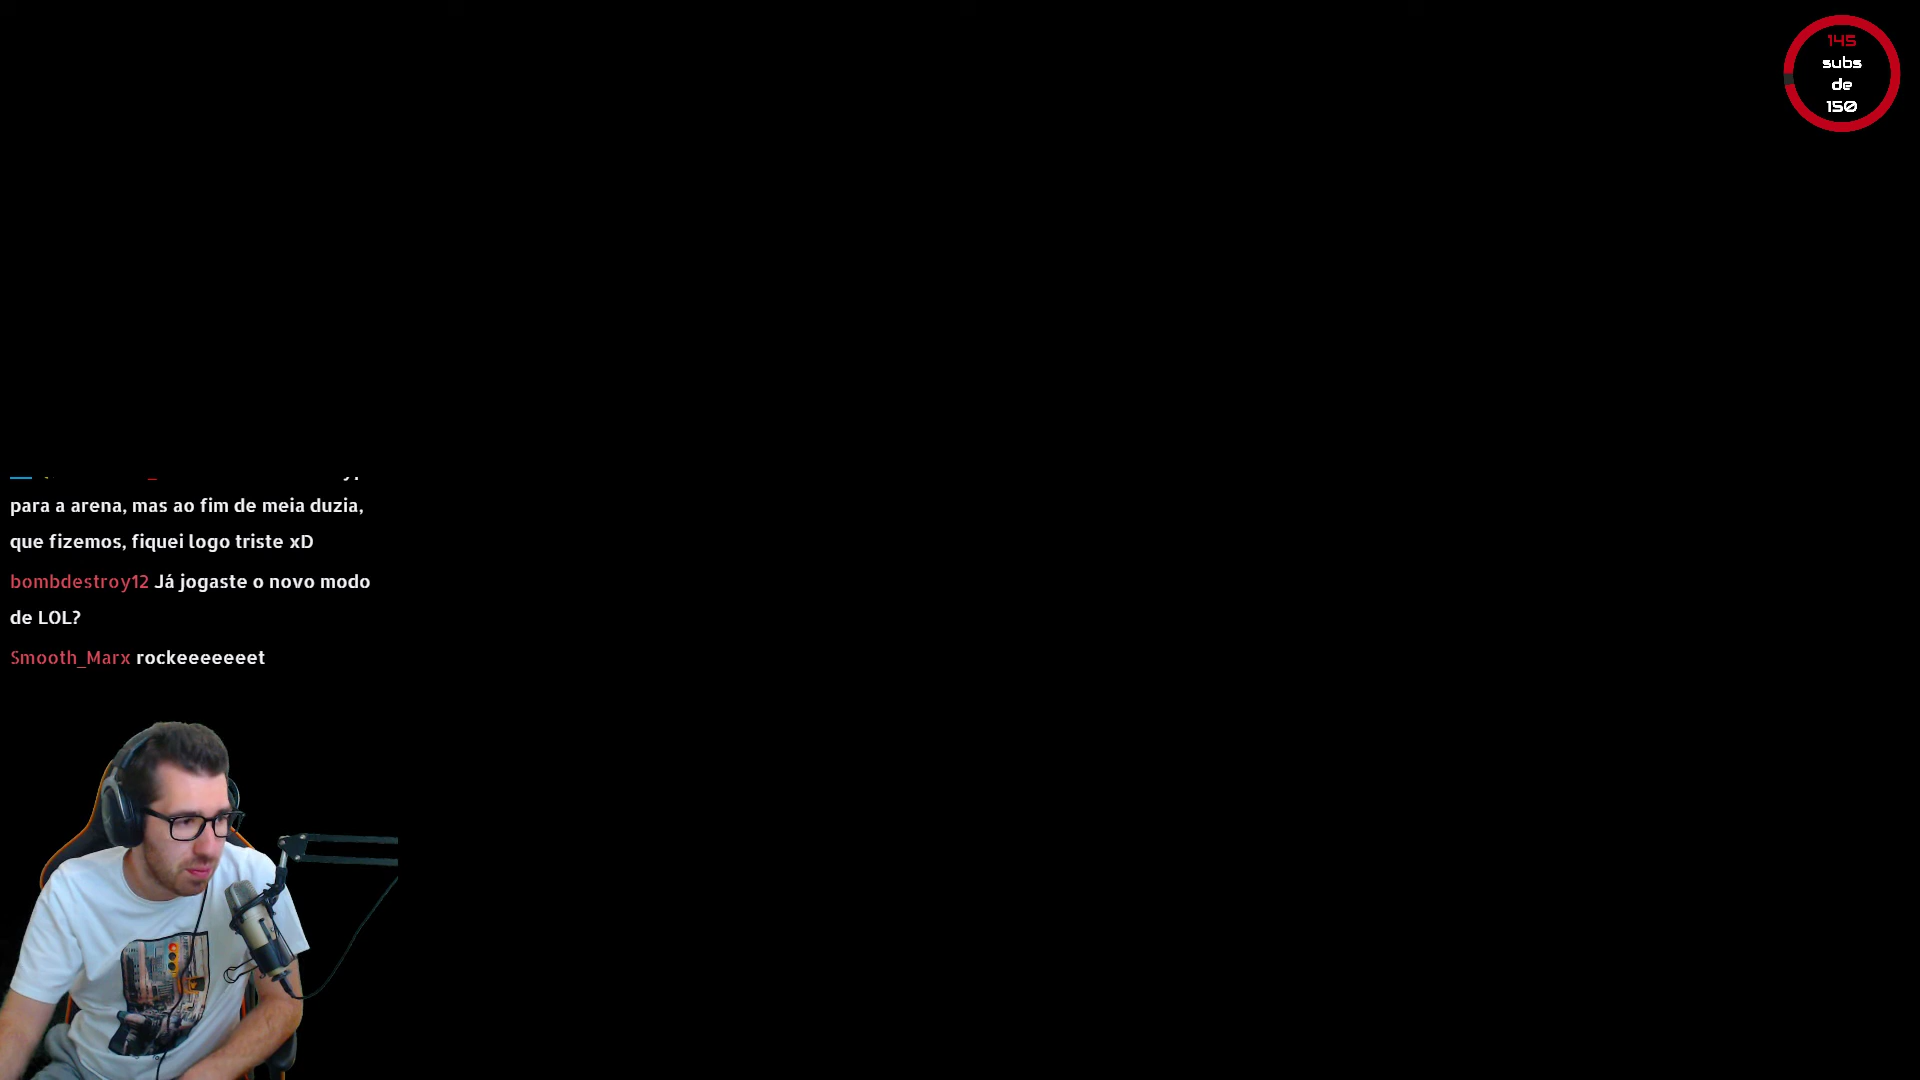 145
subs
de
150
para a arena, mas ao fim de meia duzia,
que fizemos, fiquei logo triste xD
bombdestroy12 Já jogaste o novo modo
de LOL?
Smooth_Marx rockeeeeeeet